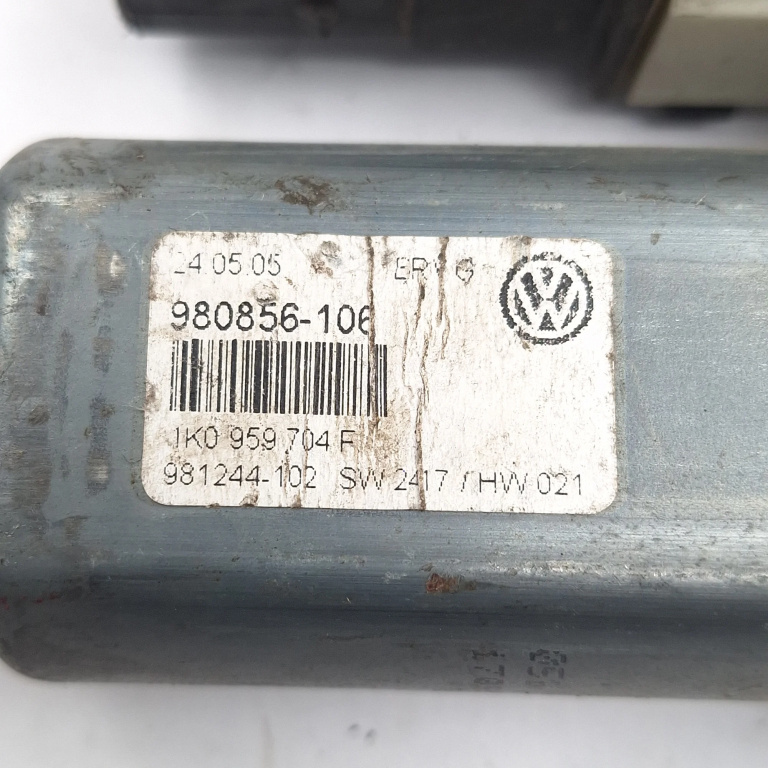 24.05.05
980856-106
1K0 959 704 F
981244-102 SW 2417 / HW 021